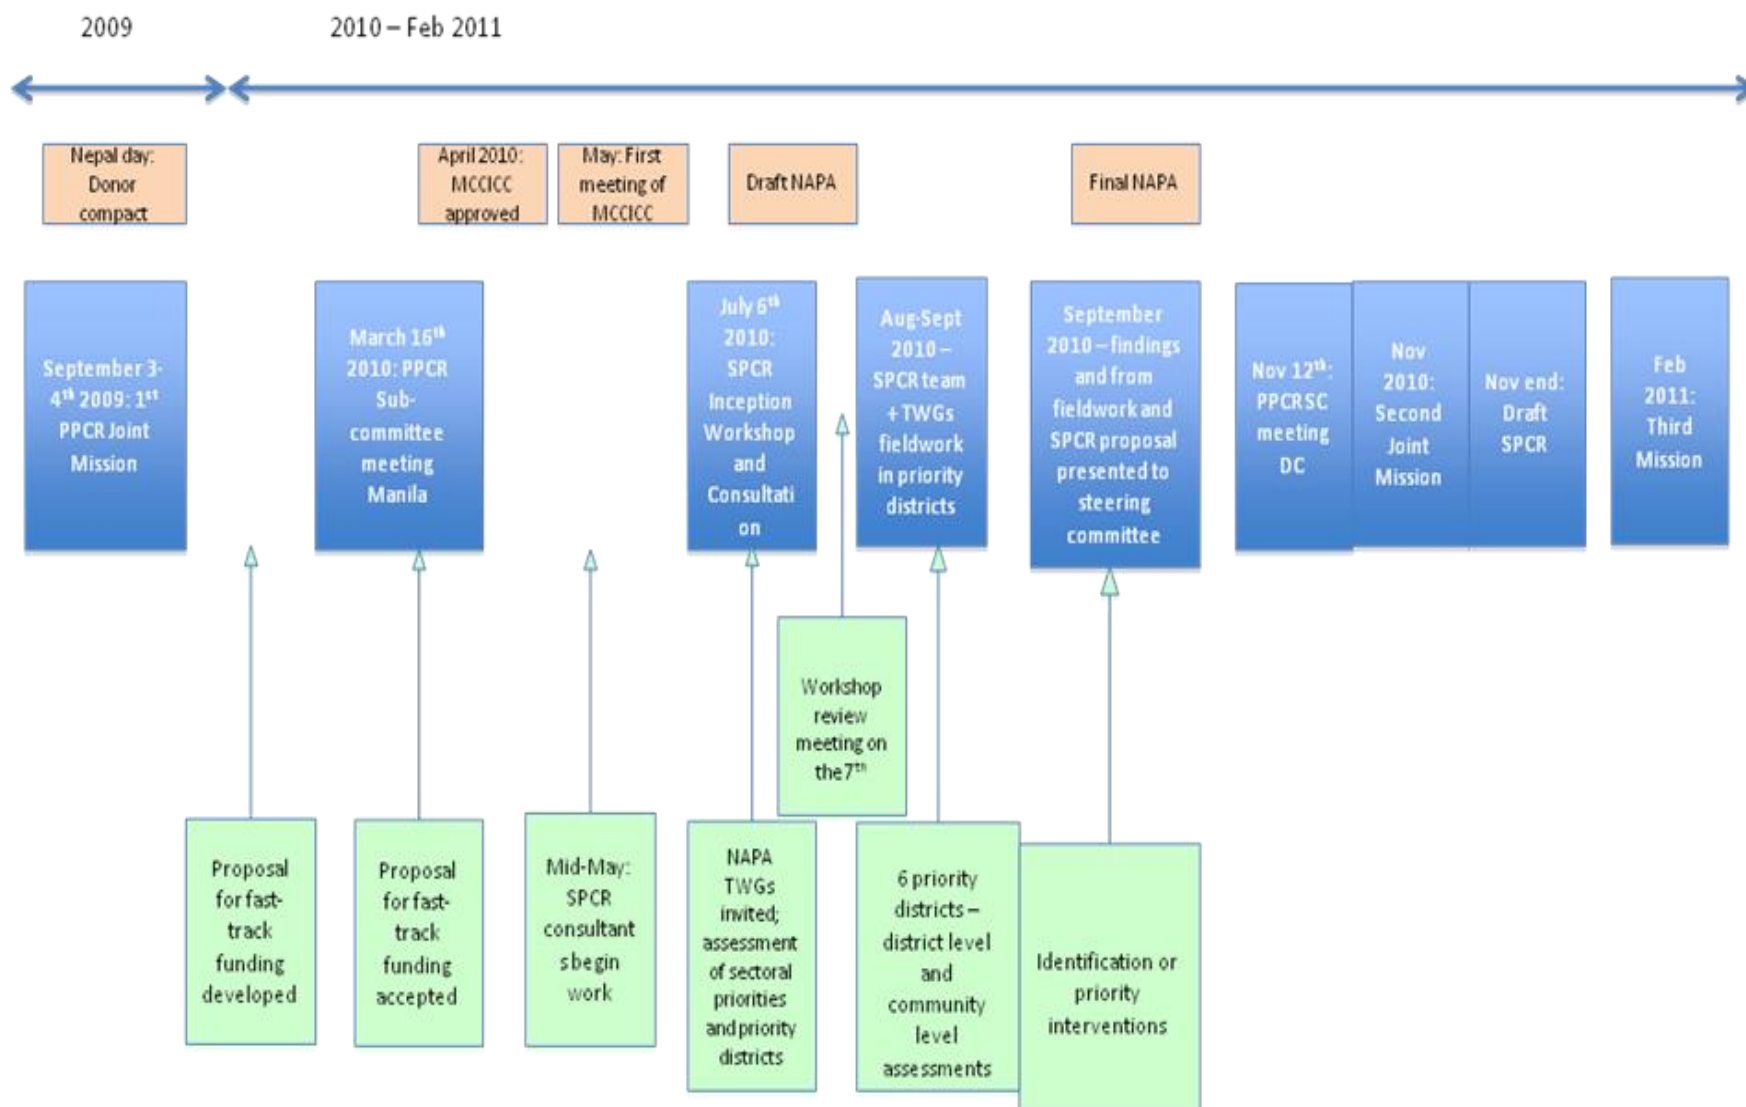 2009
2010 – Feb 2011
Nepal day:
Donor
compact
April 2010:
MCCICC
approved
May: First
meeting of
MCCICC
Draft NAPA
Final NAPA
September 3-
4th 2009: 1st
PPCR Joint
Mission
March 16th
2010: PPCR
Sub-
committee
meeting
Manila
July 6th
2010:
SPCR
Inception
Workshop
and
Consultati
on
Aug-Sept
2010 –
SPCR team
+ TWGs
fieldwork
in priority
districts
September
2010 – findings
and from
fieldwork and
SPCR proposal
presented to
steering
committee
Nov 12th:
PPCR SC
meeting
DC
Nov
2010:
Second
Joint
Mission
Nov end:
Draft
SPCR
Feb
2011:
Third
Mission
Workshop
review
meeting on
the 7th
Proposal
for fast-
track
funding
developed
Proposal
for fast-
track
funding
accepted
Mid-May:
SPCR
consultant
s begin
work
NAPA
TWGs
invited;
assessment
of sectoral
priorities
and priority
districts
6 priority
districts –
district level
and
community
level
assessments
Identification or
priority
interventions